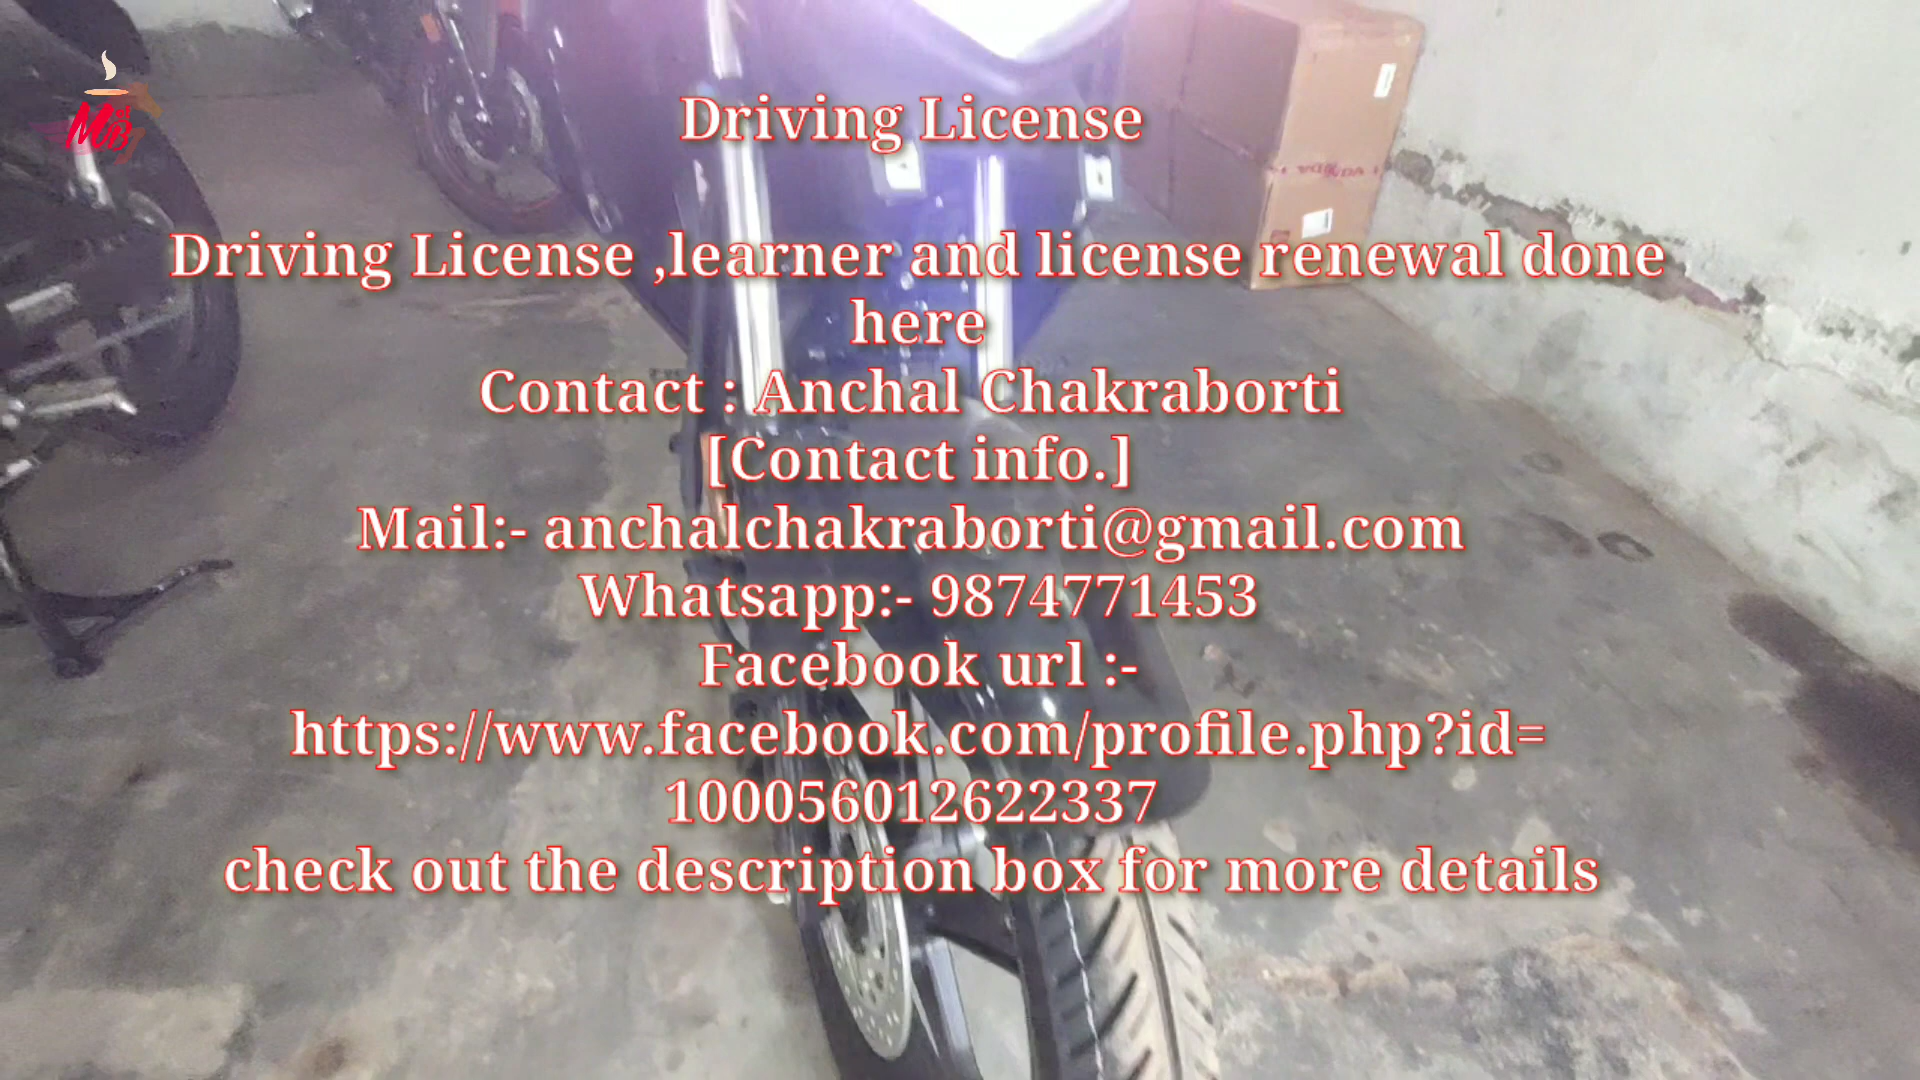 M of B
Driving License
Driving License ,learner and license renewal done
here
Contact : Anchal Chakraborti
[Contact info.]
Mail:- anchalchakraborti@gmail.com
Whatsapp:- 9874771453
Facebook url :-
https://www.facebook.com/profile.php?id=
100056012622337
check out the description box for more details